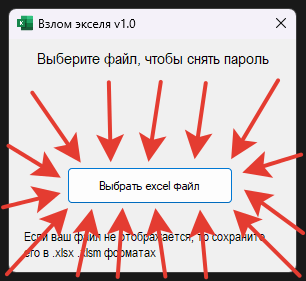 Взлом экселя v1.0
Выберите файл, чтобы снять пароль
Выбрать excel файл
Если ваш файл не отображается, то сохраните
его в .xlsx .xlsm форматах